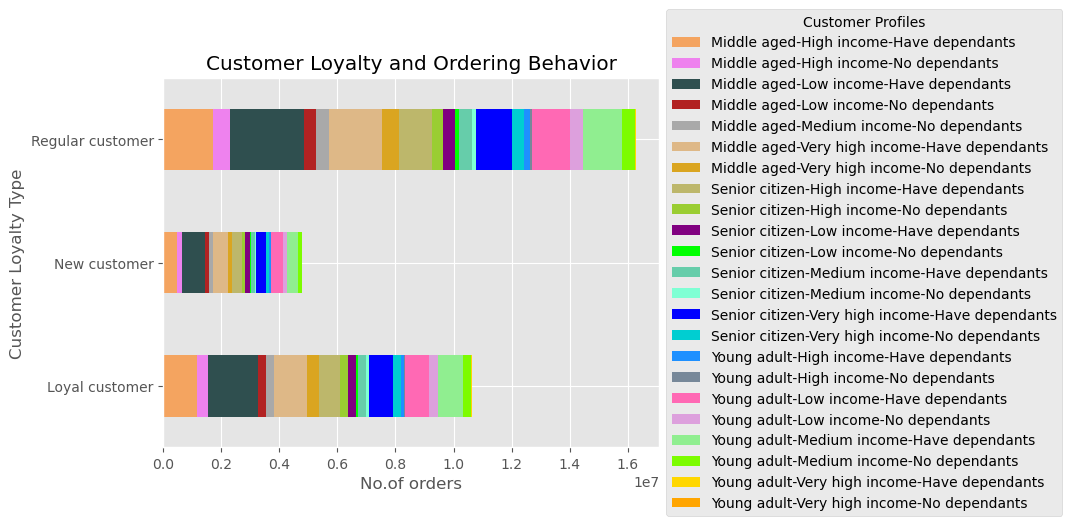 Customer Loyalty and Ordering Behavior
Customer Loyalty Type
Regular customer
New customer
Loyal customer
0.0 0.2 0.4 0.6 0.8 1.0 1.2 1.4 1.6
1e7
No.of orders
Customer Profiles
Middle aged-High income-Have dependants
Middle aged-High income-No dependants
Middle aged-Low income-Have dependants
Middle aged-Low income-No dependants
Middle aged-Medium income-No dependants
Middle aged-Very high income-Have dependants
Middle aged-Very high income-No dependants
Senior citizen-High income-Have dependants
Senior citizen-High income-No dependants
Senior citizen-Low income-Have dependants
Senior citizen-Low income-No dependants
Senior citizen-Medium income-Have dependants
Senior citizen-Medium income-No dependants
Senior citizen-Very high income-Have dependants
Senior citizen-Very high income-No dependants
Young adult-High income-Have dependants
Young adult-High income-No dependants
Young adult-Low income-Have dependants
Young adult-Low income-No dependants
Young adult-Medium income-Have dependants
Young adult-Medium income-No dependants
Young adult-Very high income-Have dependants
Young adult-Very high income-No dependants